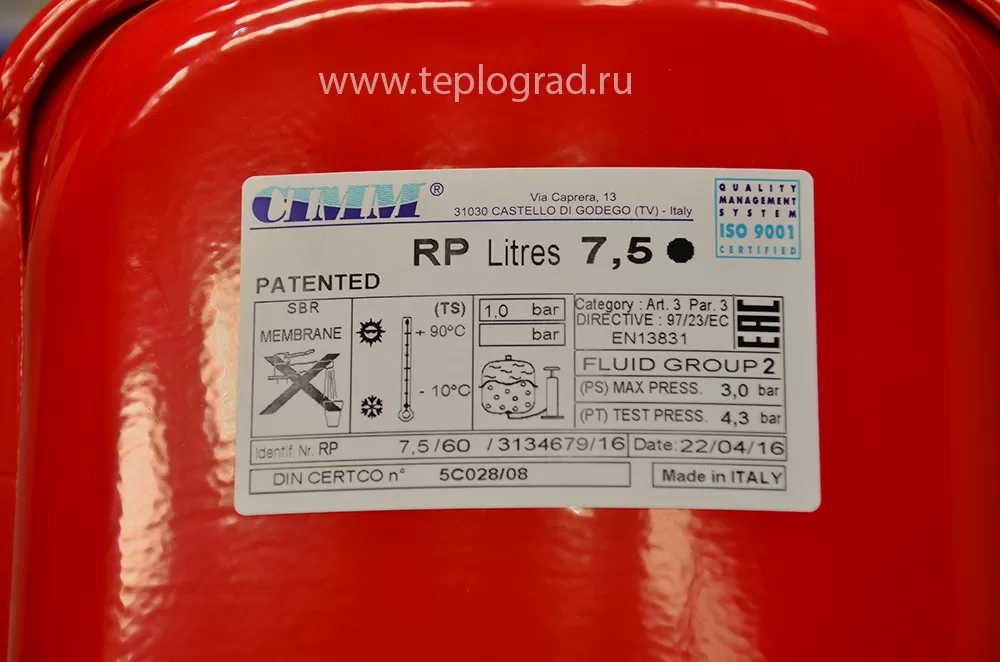 www.teplograd.ru
CIMM®
Via Caprera, 13
31030 CASTELLO DI GODEGO (TV) - Italy
QUALITY
MANAGEMENT
SYSTEM
ISO 9001
CERTIFIED
RP Litres 7,5
PATENTED
SBR
MEMBRANE
(TS)
+ 90°C
- 10°C
1,0 bar
bar
Category : Art. 3 Par. 3
DIRECTIVE : 97/23/EC
EN13831
EAC
FLUID GROUP 2
(PS) MAX PRESS. 3,0 bar
(PT) TEST PRESS. 4,3 bar
Identif. Nr. RP 7,5/60 /3134679/16
Date: 22/04/16
DIN CERTCO n° 5C028/08
Made in ITALY